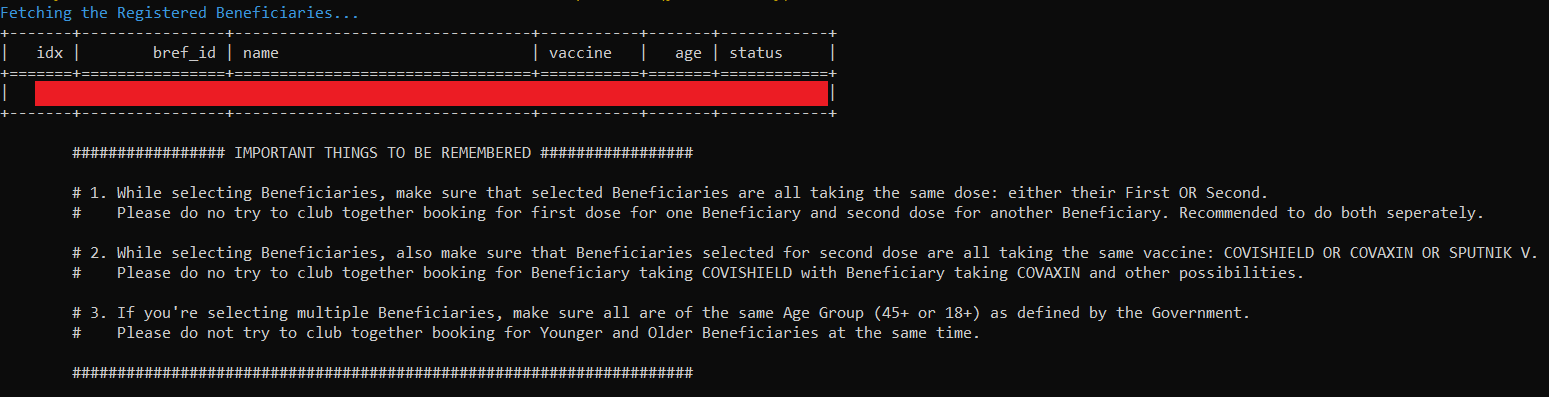 Fetching the Registered Beneficiaries...
+-------+----------------+---------------------------------+-----------+-------+------------+
|   idx |        bref_id | name                            | vaccine   |   age | status     |
+=======+================+=================================+===========+=======+============+
| |
+-------+----------------+---------------------------------+-----------+-------+------------+
################# IMPORTANT THINGS TO BE REMEMBERED #################
# 1. While selecting Beneficiaries, make sure that selected Beneficiaries are all taking the same dose: either their First OR Second.
#    Please do no try to club together booking for first dose for one Beneficiary and second dose for another Beneficiary. Recommended to do both seperately.
# 2. While selecting Beneficiaries, also make sure that Beneficiaries selected for second dose are all taking the same vaccine: COVISHIELD OR COVAXIN OR SPUTNIK V.
#    Please do no try to club together booking for Beneficiary taking COVISHIELD with Beneficiary taking COVAXIN and other possibilities.
# 3. If you're selecting multiple Beneficiaries, make sure all are of the same Age Group (45+ or 18+) as defined by the Government.
#    Please do not try to club together booking for Younger and Older Beneficiaries at the same time.
#####################################################################